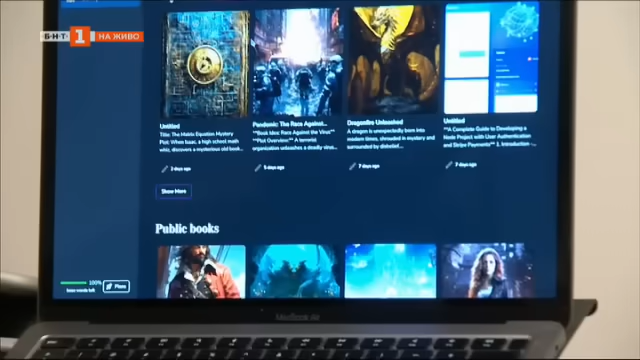 БНТ 1 НА ЖИВО
Untitled
Title: The Matrix Equation Mystery
Plot: When Isaac, a high school math
whiz, discovers a mysterious old book...
2 days ago
Pandemic: The Race Against...
**Book Idea: Race Against the Virus**
**Plot Overview:** A terrorist
organization unleashes a deadly virus...
5 days ago
Dragonfire Unleashed
A dragon is unexpectedly born into
modern times, shrouded in mystery and
surrounded by disbelief...
7 days ago
Untitled
**A Complete Guide to Developing a
Node Project with User Authentication
and Stripe Payments** 1. Introduction -...
7 days ago
Show More
Public books
100%
words left
Plans
MacBook Air